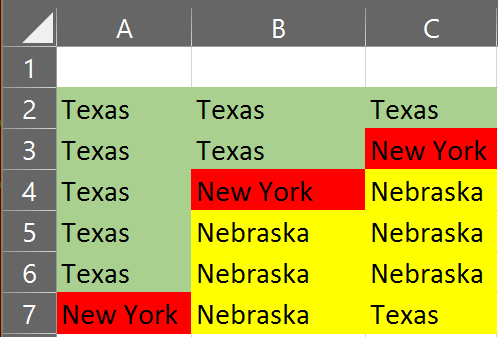 A B C
1
2 Texas Texas Texas
3 Texas Texas New York
4 Texas New York Nebraska
5 Texas Nebraska Nebraska
6 Texas Nebraska Nebraska
7 New York Nebraska Texas